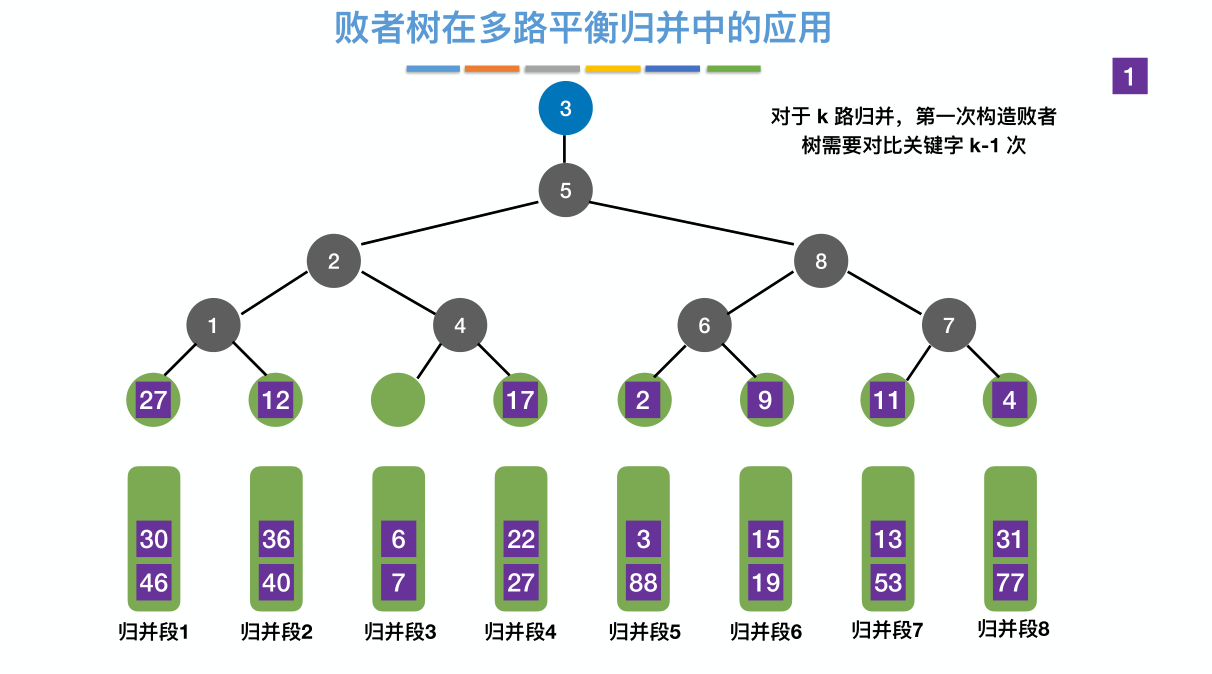 败者树在多路平衡归并中的应用
1
3
对于 k 路归并，第一次构造败者
树需要对比关键字 k-1 次
5
2 8
1 4 6 7
27 12 17 2 9 11 4
30 36 6 22 3 15 13 31
46 40 7 27 88 19 53 77
归并段1 归并段2 归并段3 归并段4 归并段5 归并段6 归并段7 归并段8